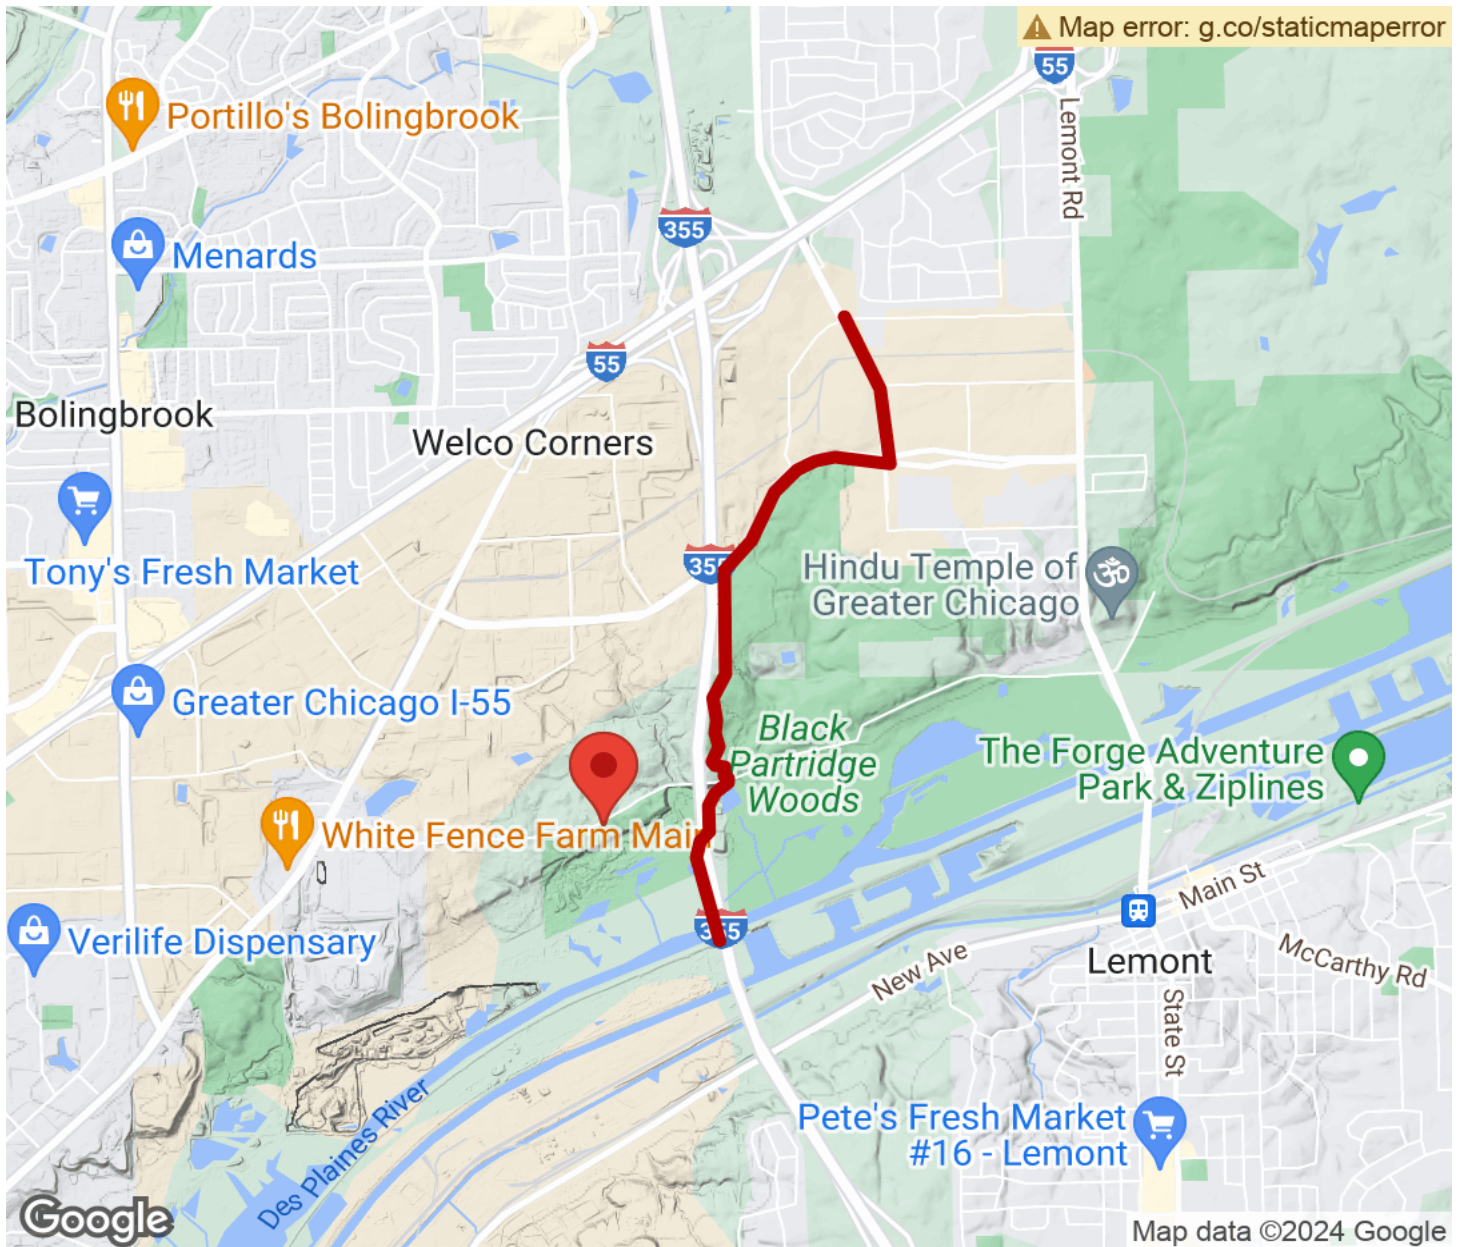 Map error: g.co/staticmaperror
55
Lemont Rd
Portillo's Bolingbrook
355
Menards
55
Bolingbrook
Welco Corners
Tony's Fresh Market
355
Hindu Temple of
Greater Chicago
Greater Chicago I-55
Black
Partridge
Woods
The Forge Adventure
Park & Ziplines
White Fence Farm Main
Main St
355
Verilife Dispensary
New Ave
Lemont
McCarthy Rd
State St
Des Plaines River
Pete's Fresh Market
#16 - Lemont
Google
Map data ©2024 Google